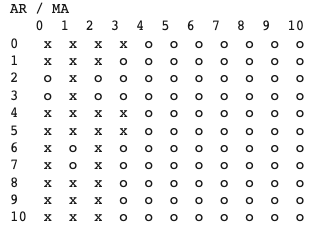 AR / MA
0 1 2 3 4 5 6 7 8 9 10
0 x x x x o o o o o o o
1 x x x o o o o o o o o
2 o x o o o o o o o o o
3 o x o o o o o o o o o
4 x x x x o o o o o o o
5 x x x x o o o o o o o
6 x o x o o o o o o o o
7 x o x o o o o o o o o
8 x x x o o o o o o o o
9 x x x o o o o o o o o
10 x x x o o o o o o o o